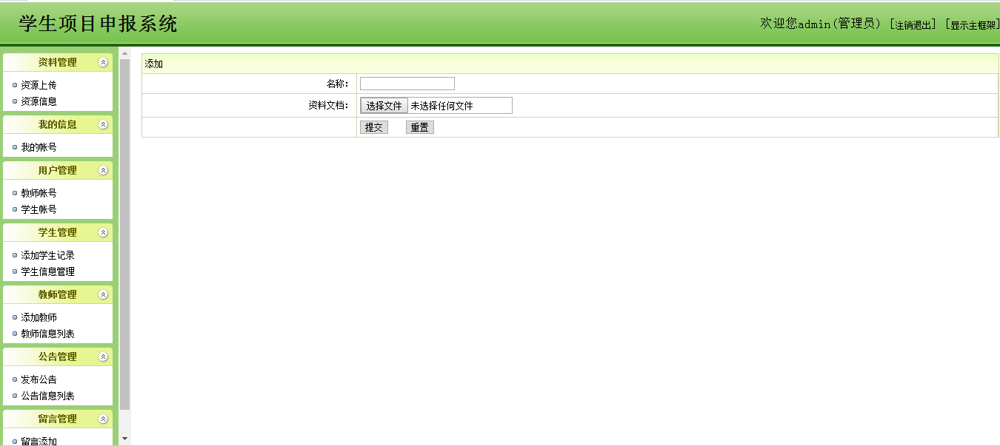 学生项目申报系统
欢迎您admin(管理员) [注销退出] [显示主框架]
资料管理
资源上传
资源信息
我的信息
我的帐号
用户管理
教师帐号
学生帐号
学生管理
添加学生记录
学生信息管理
教师管理
添加教师
教师信息列表
公告管理
发布公告
公告信息列表
留言管理
留言添加
添加
名称：
资料文档： 选择文件 未选择任何文件
提交 重置